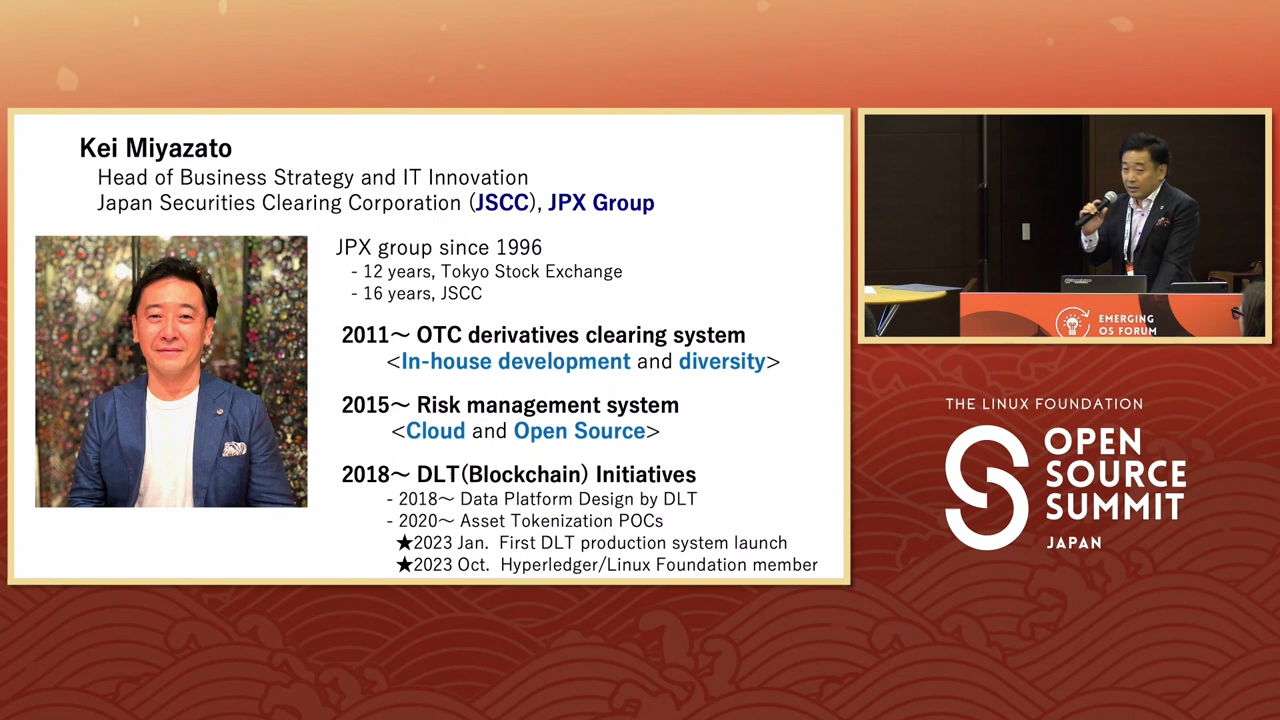 Kei Miyazato
Head of Business Strategy and IT Innovation
Japan Securities Clearing Corporation (JSCC), JPX Group
JPX group since 1996
- 12 years, Tokyo Stock Exchange
- 16 years, JSCC
2011～ OTC derivatives clearing system
<In-house development and diversity>
2015～ Risk management system
<Cloud and Open Source>
2018～ DLT(Blockchain) Initiatives
- 2018～ Data Platform Design by DLT
- 2020～ Asset Tokenization POCs
★2023 Jan. First DLT production system launch
★2023 Oct. Hyperledger/Linux Foundation member
EMERGING
OS FORUM
THE LINUX FOUNDATION
OPEN
SOURCE
SUMMIT
JAPAN